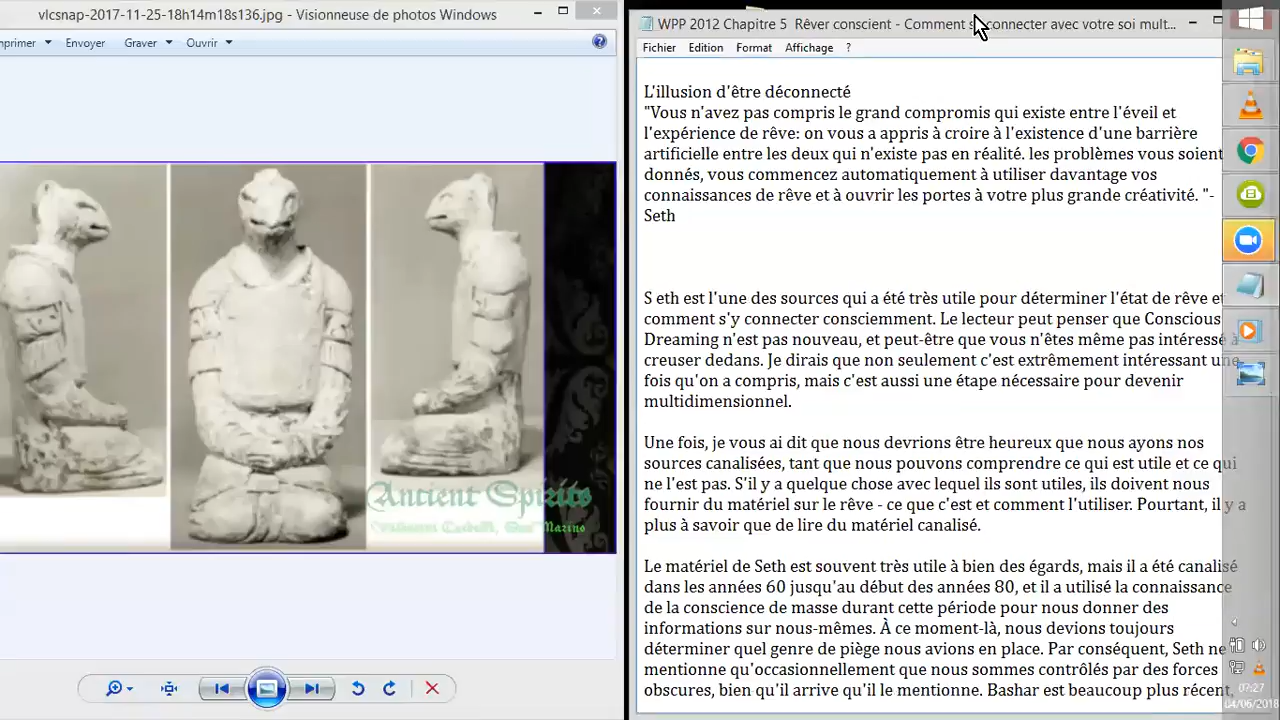 vlcsnap-2017-11-25-18h14m18s136.jpg - Visionneuse de photos Windows
mprimer Envoyer Graver Ouvrir
Ancient Spirits
WPP 2012 Chapitre 5 Rêver conscient - Comment connecter avec votre soi mult...
Fichier Edition Format Affichage ?
L'illusion d'être déconnecté
"Vous n'avez pas compris le grand compromis qui existe entre l'éveil et
l'expérience de rêve: on vous a appris à croire à l'existence d'une barrière
artificielle entre les deux qui n'existe pas en réalité. les problèmes vous soient
donnés, vous commencez automatiquement à utiliser davantage vos
connaissances de rêve et à ouvrir les portes à votre plus grande créativité. "-
Seth
S eth est l'une des sources qui a été très utile pour déterminer l'état de rêve et
comment s'y connecter consciemment. Le lecteur peut penser que Conscious
Dreaming n'est pas nouveau, et peut-être que vous n'êtes même pas intéressé à
creuser dedans. Je dirais que non seulement c'est extrêmement intéressant une
fois qu'on a compris, mais c'est aussi une étape nécessaire pour devenir
multidimensionnel.
Une fois, je vous ai dit que nous devrions être heureux que nous ayons nos
sources canalisées, tant que nous pouvons comprendre ce qui est utile et ce qui
ne l'est pas. S'il y a quelque chose avec lequel ils sont utiles, ils doivent nous
fournir du matériel sur le rêve - ce que c'est et comment l'utiliser. Pourtant, il y a
plus à savoir que de lire du matériel canalisé.
Le matériel de Seth est souvent très utile à bien des égards, mais il a été canalisé
dans les années 60 jusqu'au début des années 80, et il a utilisé la connaissance
de la conscience de masse durant cette période pour nous donner des
informations sur nous-mêmes. À ce moment-là, nous devions toujours
déterminer quel genre de piège nous avions en place. Par conséquent, Seth ne
mentionne qu'occasionnellement que nous sommes contrôlés par des forces
obscures, bien qu'il arrive qu'il le mentionne. Bashar est beaucoup plus récent,
07:27
04/06/2018